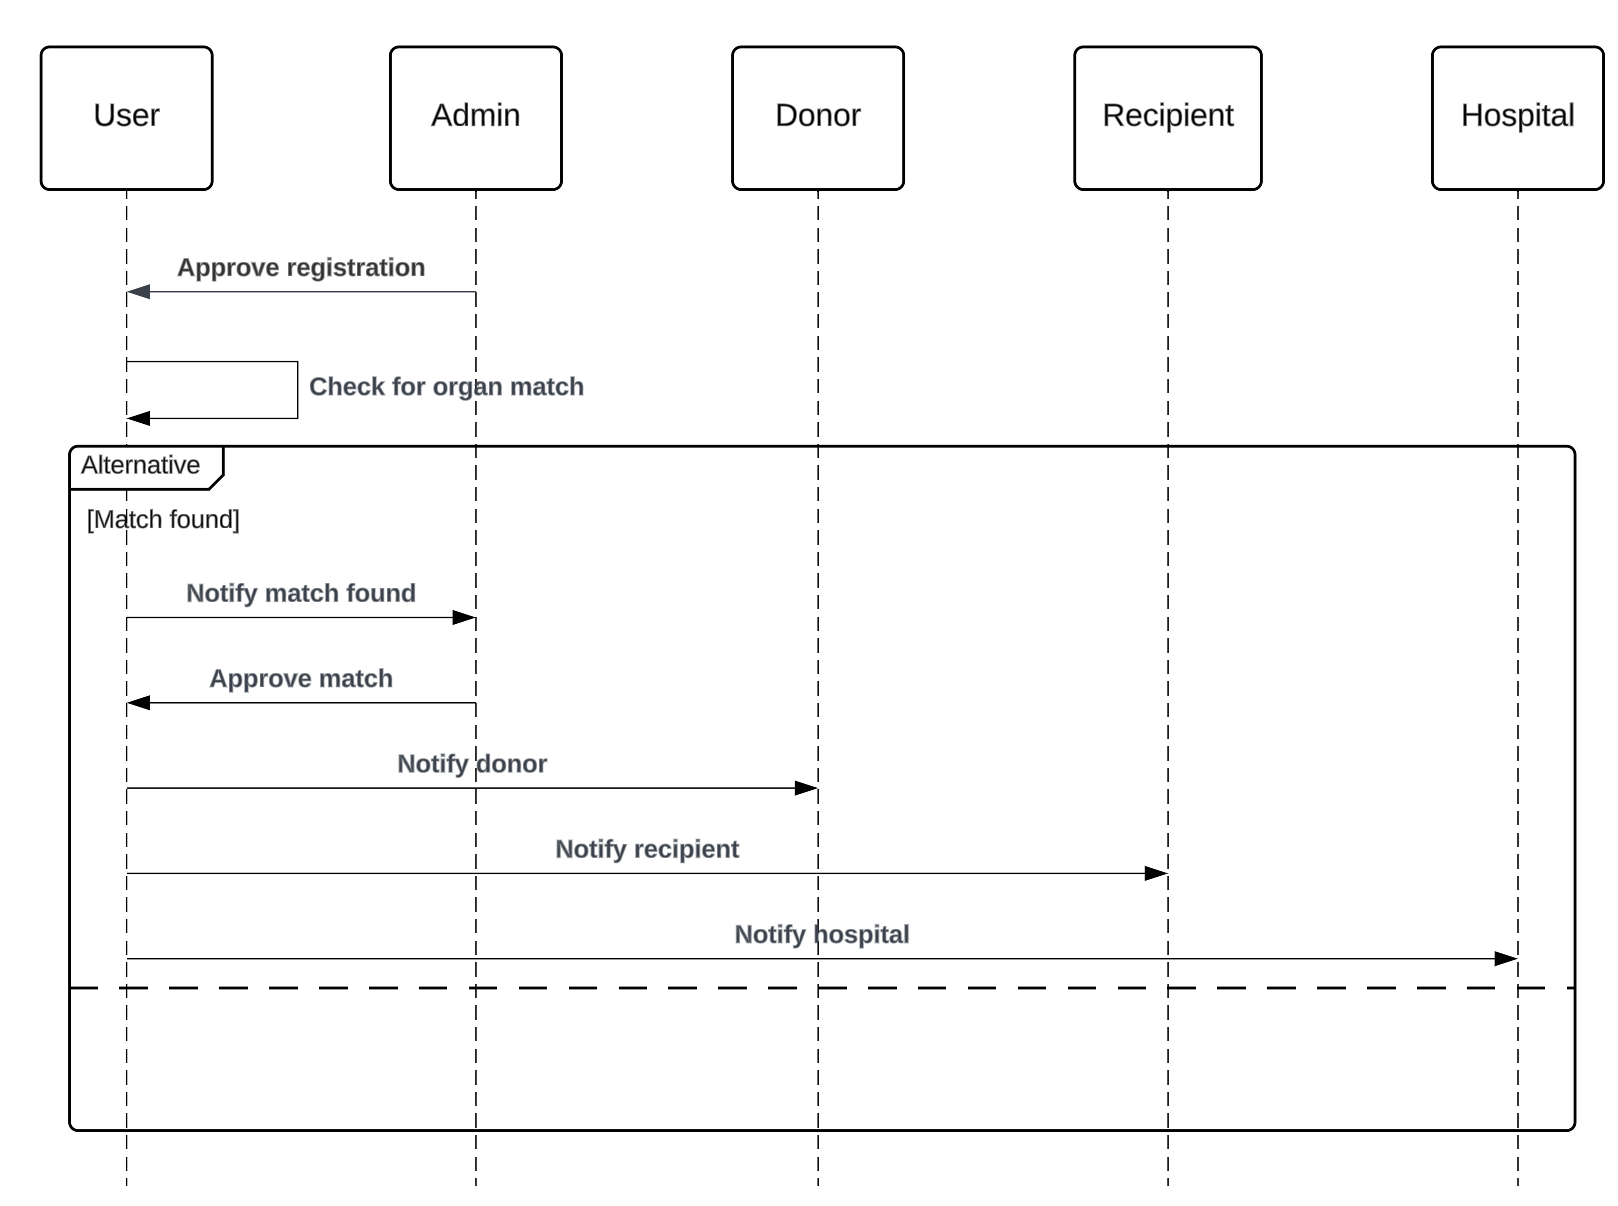 User
Admin
Donor
Recipient
Hospital
Approve registration
Check for organ match
Alternative
[Match found]
Notify match found
Approve match
Notify donor
Notify recipient
Notify hospital